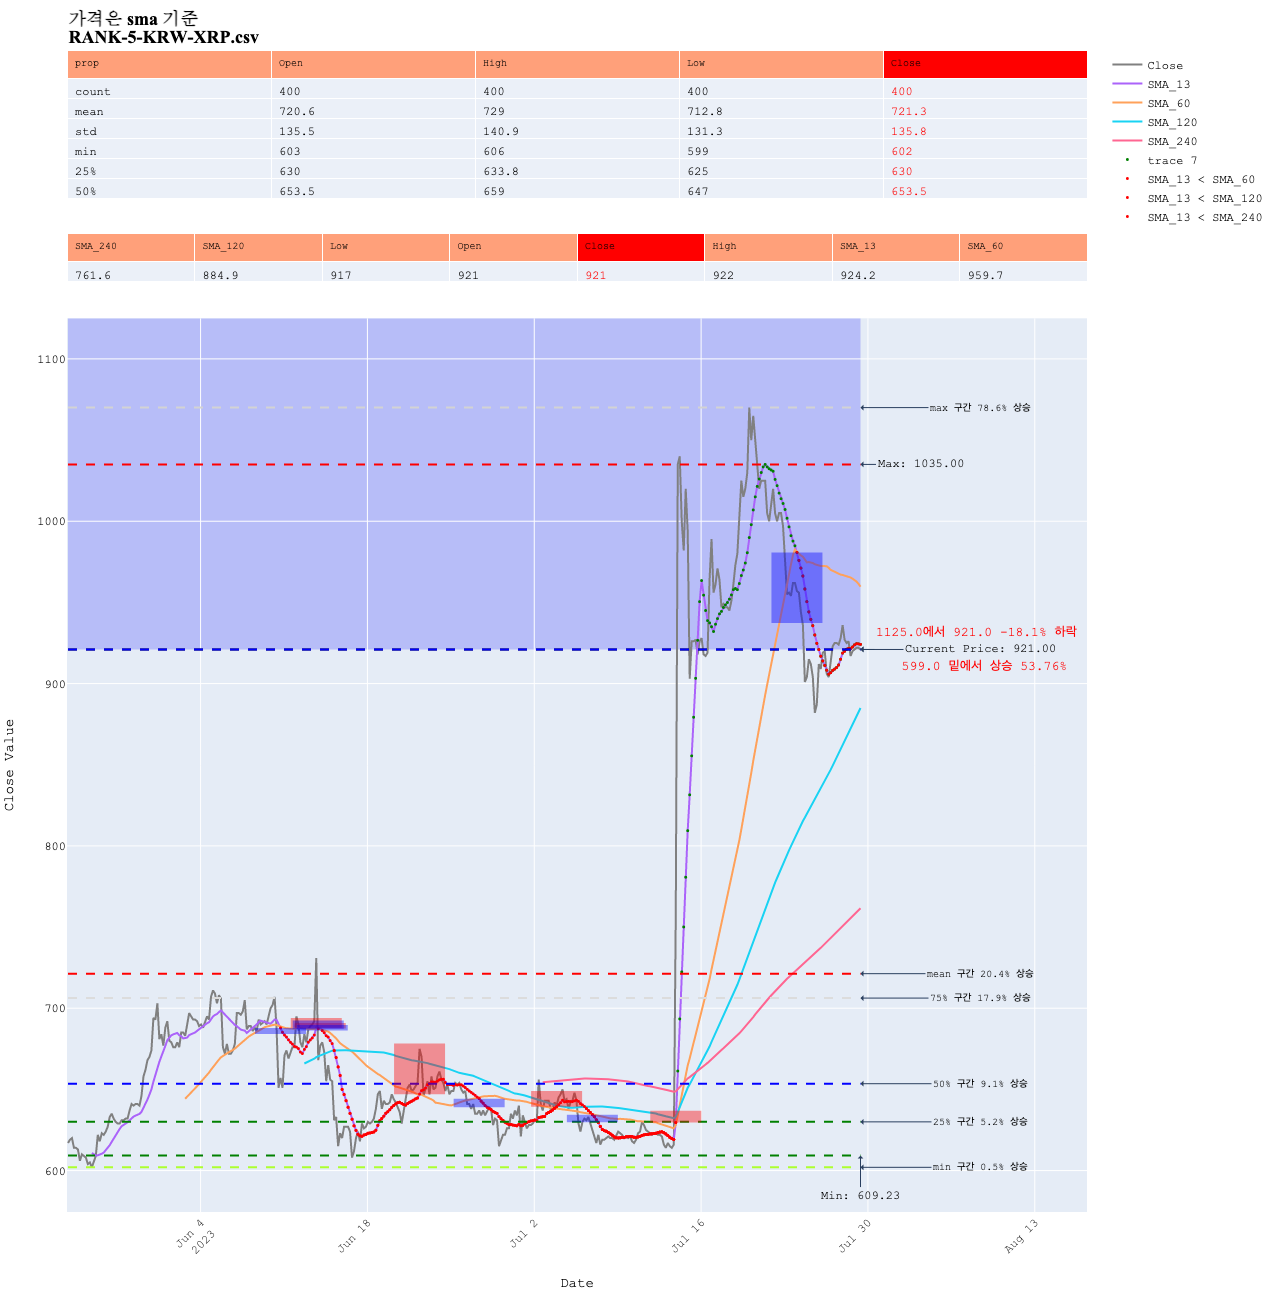 가격은 sma 기준
RANK-5-KRW-XRP.csv
prop Open High Low Close
count 400 400 400 400
mean 720.6 729 712.8 721.3
std 135.5 140.9 131.3 135.8
min 603 606 599 602
25% 630 633.8 625 630
50% 653.5 659 647 653.5
SMA_240 SMA_120 Low Open Close High SMA_13 SMA_60
761.6 884.9 917 921 921 922 924.2 959.7
Close
SMA_13
SMA_60
SMA_120
SMA_240
trace 7
SMA_13 < SMA_60
SMA_13 < SMA_120
SMA_13 < SMA_240
1100
1000
900
800
700
600
Close Value
max 구간 78.6% 상승
Max: 1035.00
1125.0에서 921.0 -18.1% 하락
Current Price: 921.00
599.0 밑에서 상승 53.76%
mean 구간 20.4% 상승
75% 구간 17.9% 상승
50% 구간 9.1% 상승
25% 구간 5.2% 상승
min 구간 0.5% 상승
Min: 609.23
Jun 4
2023
Jun 18
Jul 2
Jul 16
Jul 30
Aug 13
Date